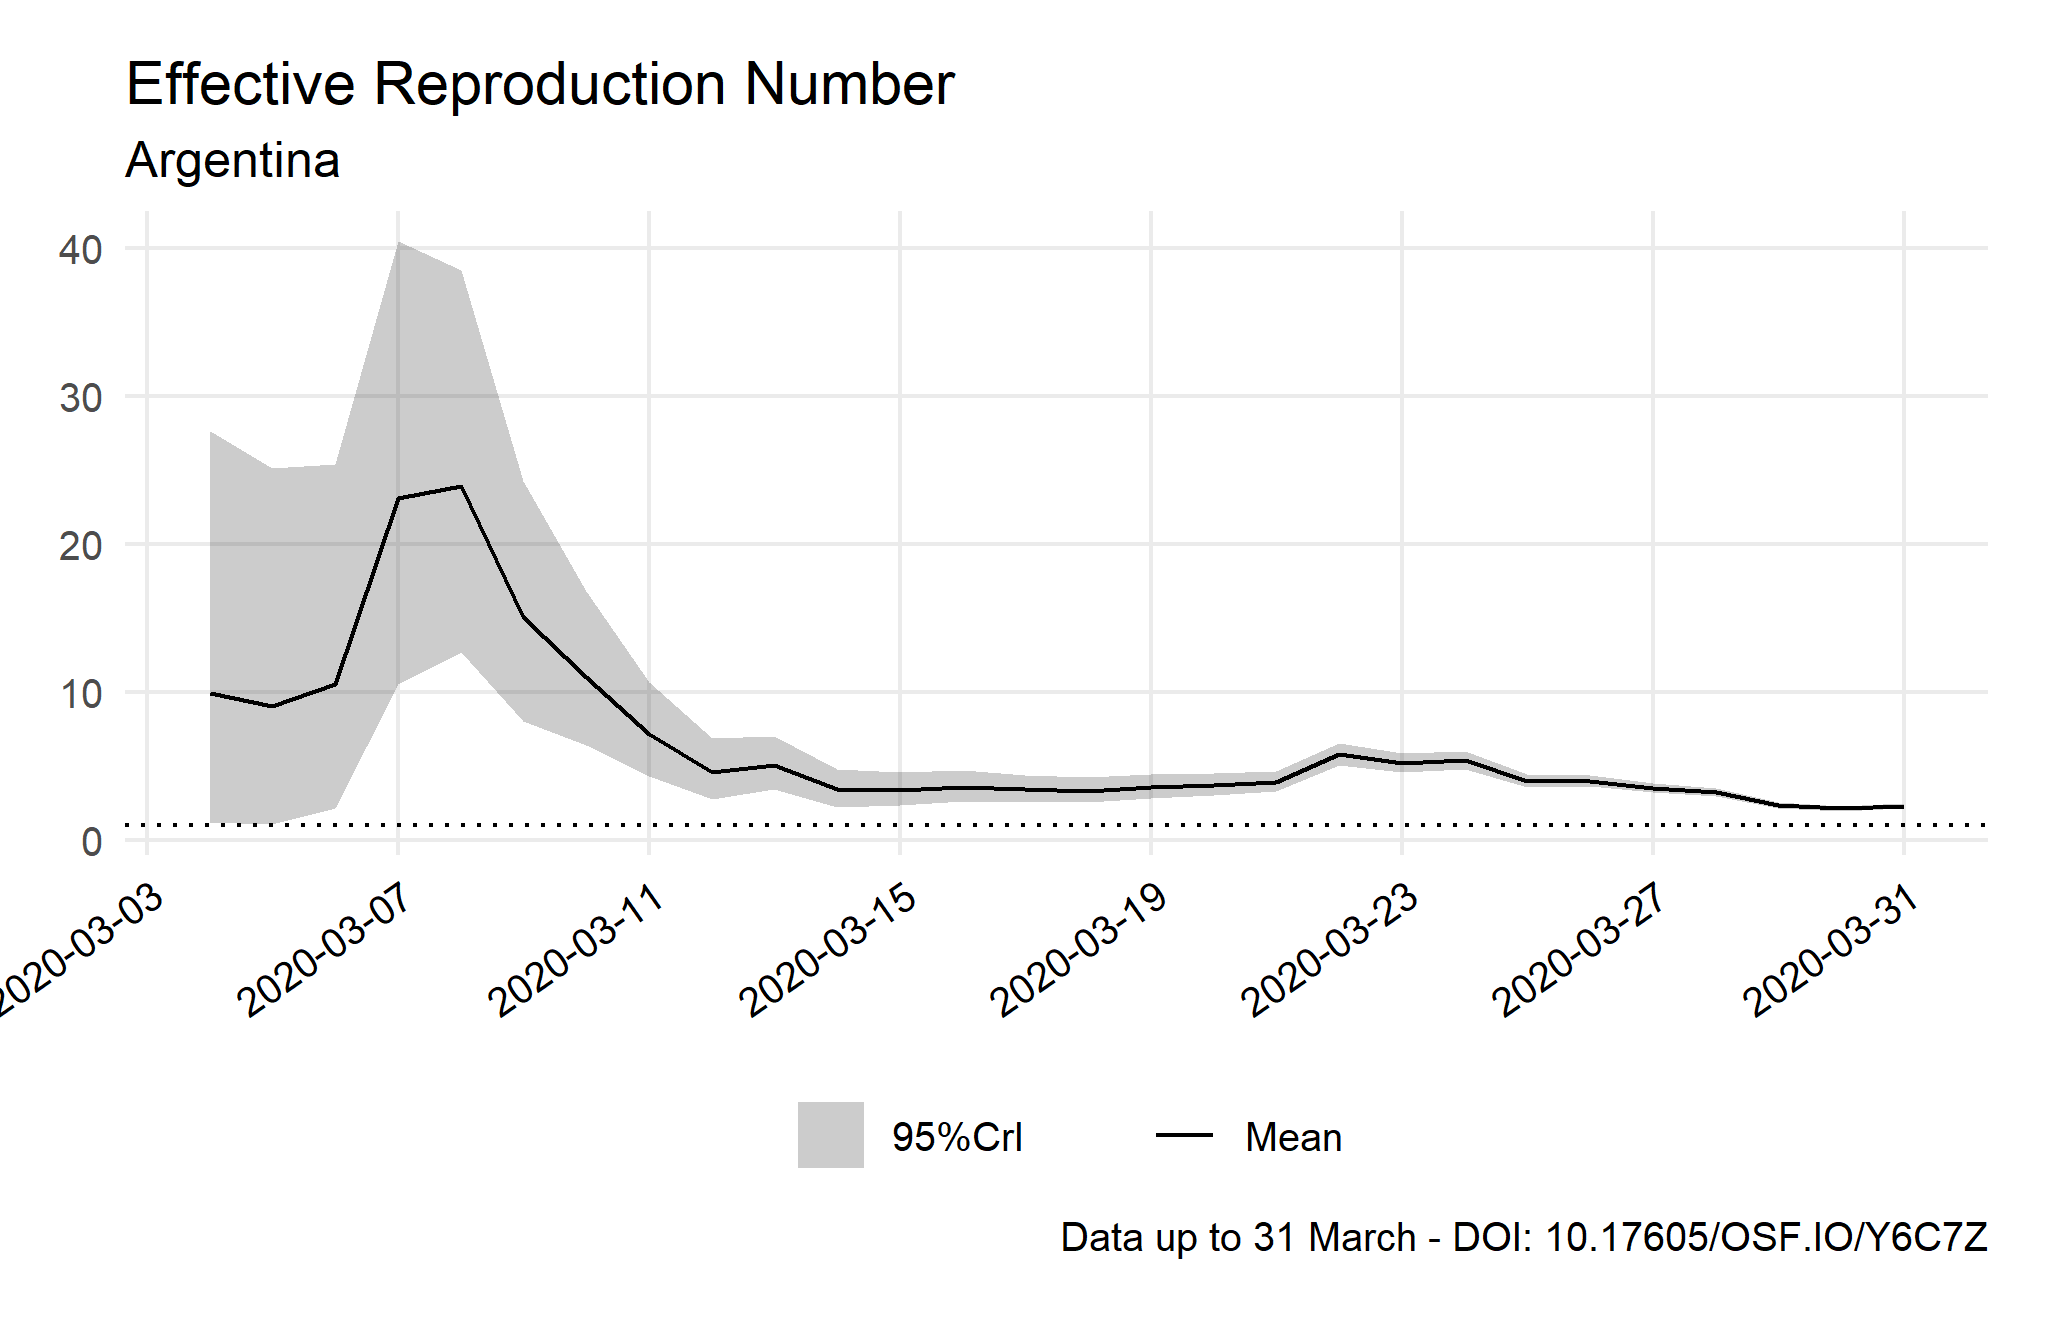 Effective Reproduction Number
Argentina
40
30
20
10
0
2020-03-03
2020-03-07
2020-03-11
2020-03-15
2020-03-19
2020-03-23
2020-03-27
2020-03-31
95%CrI
Mean
Data up to 31 March - DOI: 10.17605/OSF.IO/Y6C7Z